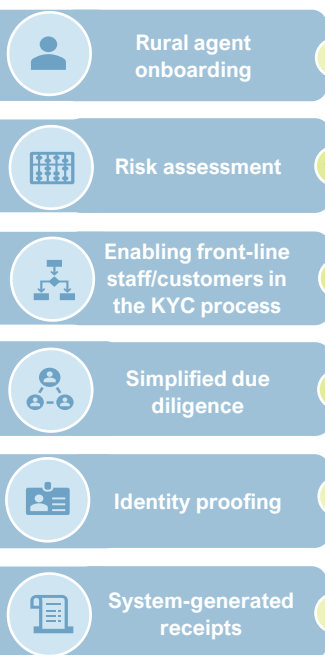 Rural agent
onboarding
Risk assessment
Enabling front-line
staff/customers in
the KYC process
Simplified due
diligence
Identity proofing
System-generated
receipts